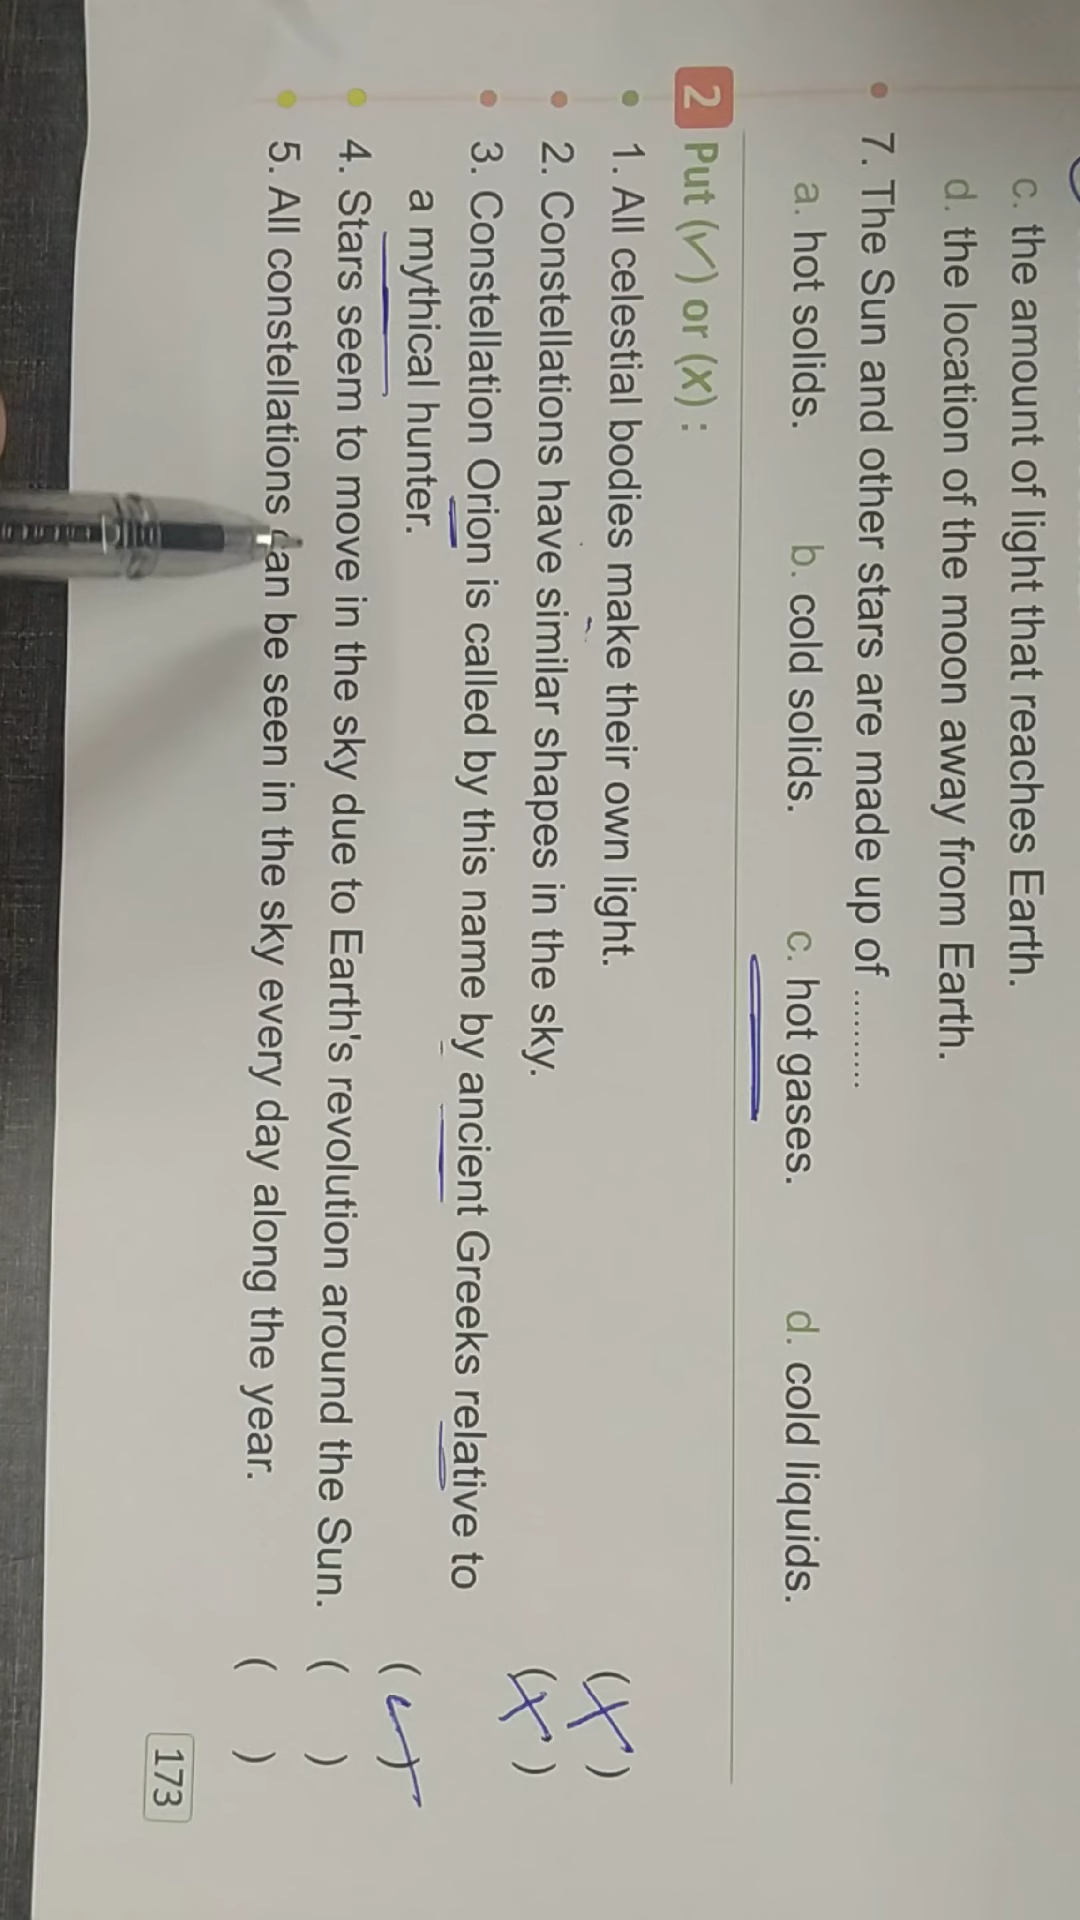 c. the amount of light that reaches Earth.
d. the location of the moon away from Earth.
7. The Sun and other stars are made up of ..........
a. hot solids. b. cold solids. c. hot gases. d. cold liquids.
2 Put (✓) or (x) :
1. All celestial bodies make their own light. (x)
2. Constellations have similar shapes in the sky. (x)
3. Constellation Orion is called by this name by ancient Greeks relative to
a mythical hunter. (✓)
4. Stars seem to move in the sky due to Earth's revolution around the Sun. ( )
5. All constellations can be seen in the sky every day along the year. ( )
173